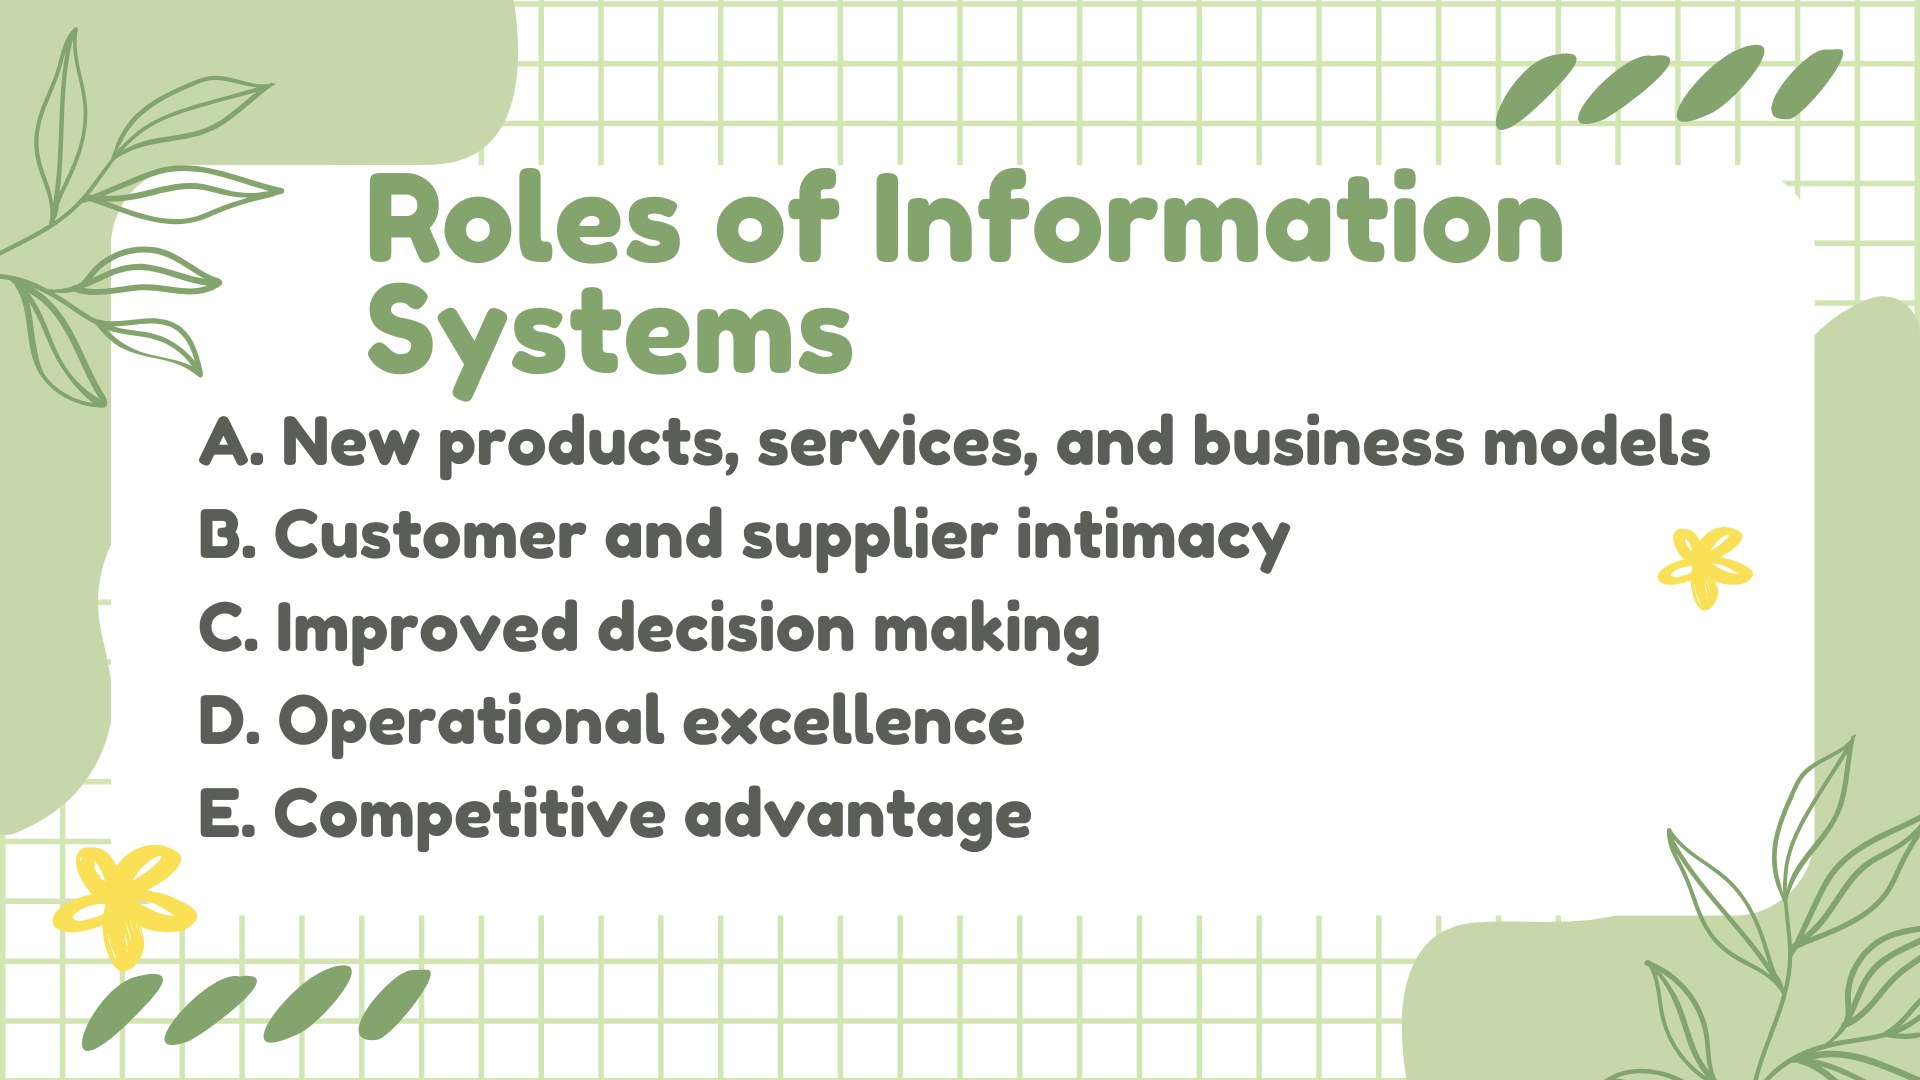 Roles of Information
Systems
A. New products, services, and business models
B. Customer and supplier intimacy
C. Improved decision making
D. Operational excellence
E. Competitive advantage